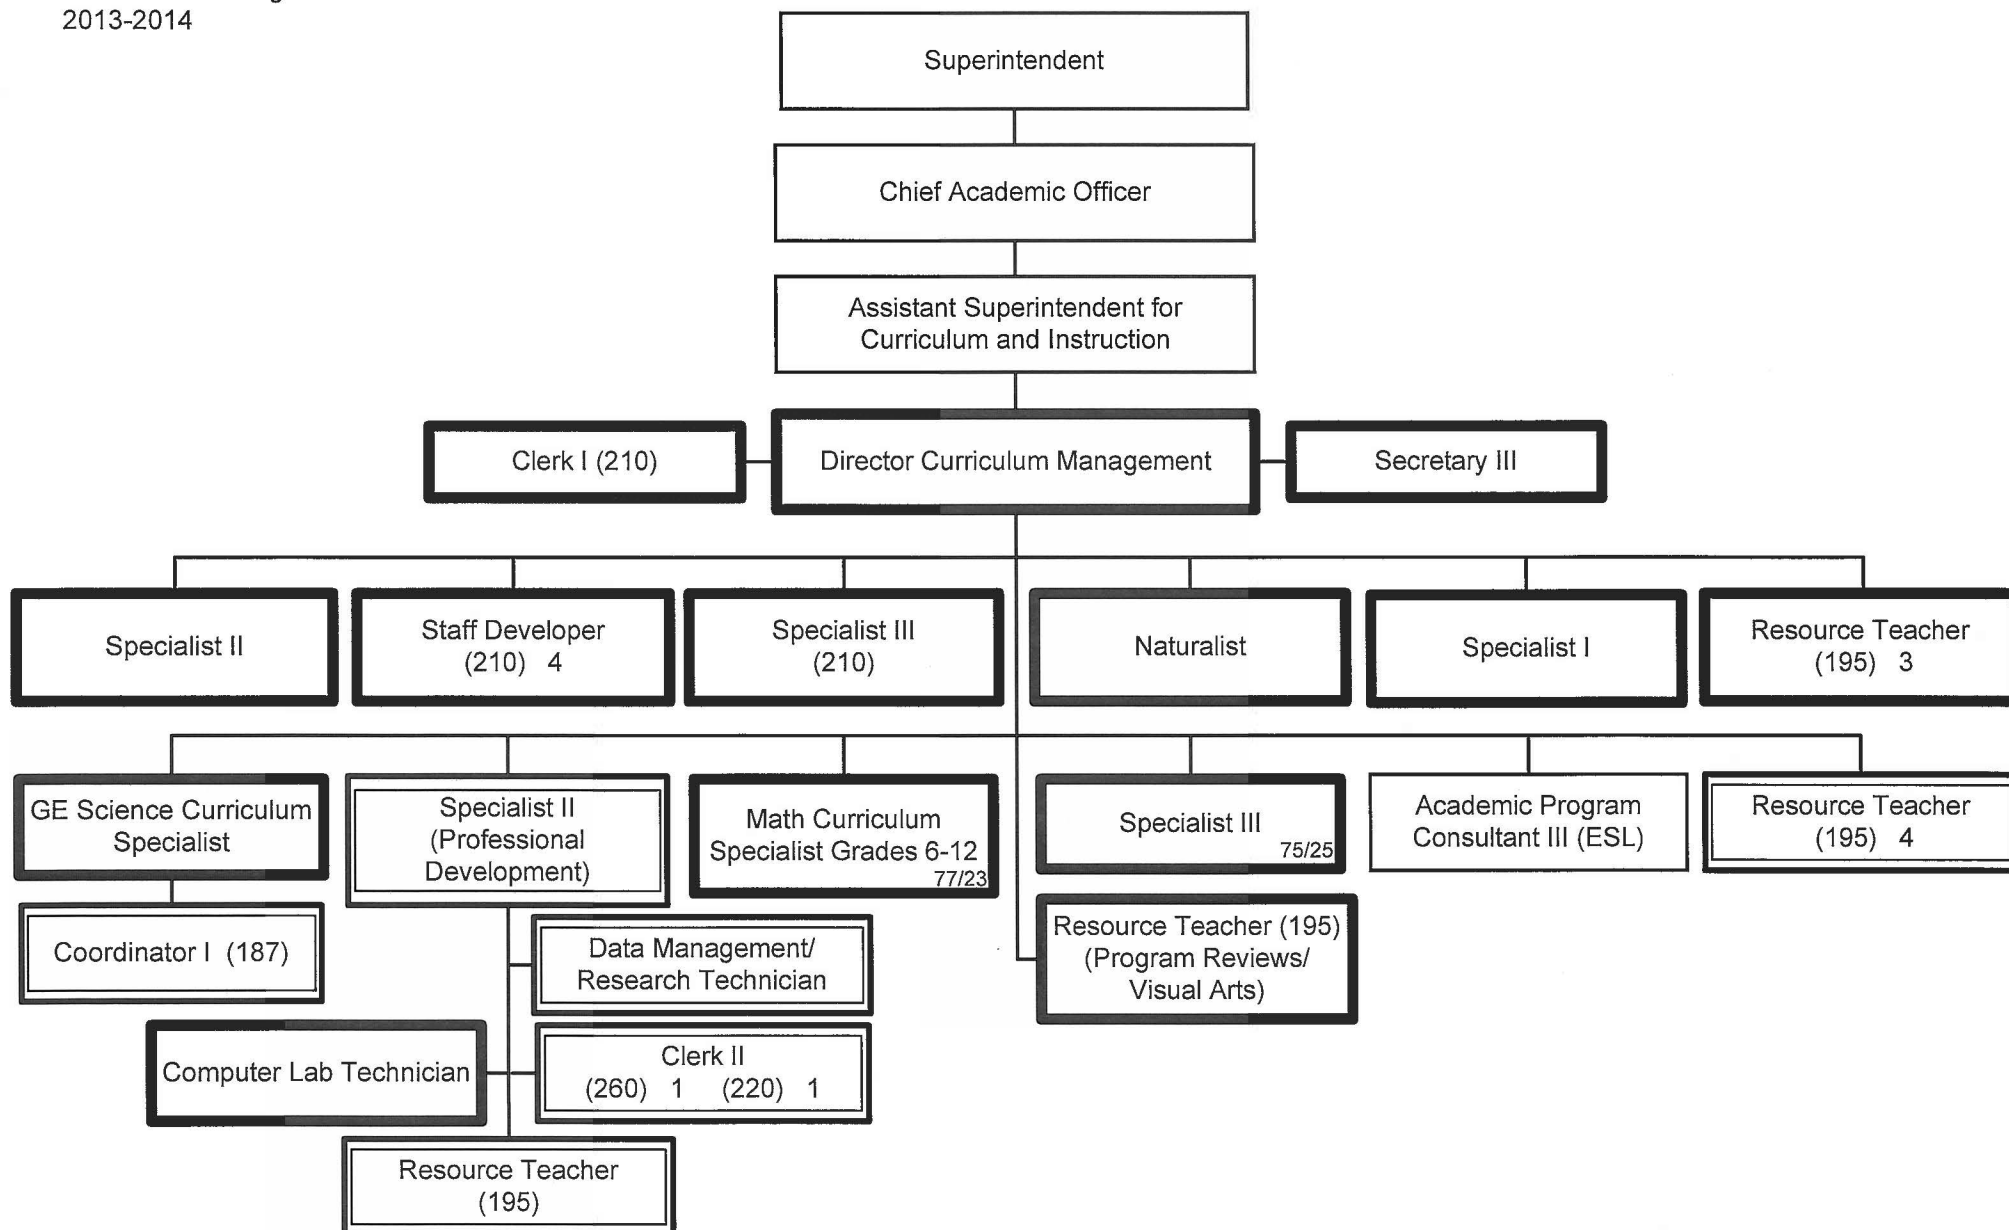 2013-2014
Superintendent
Chief Academic Officer
Assistant Superintendent for
Curriculum and Instruction
Clerk I (210)
Director Curriculum Management
Secretary III
Specialist II
Staff Developer
(210) 4
Specialist III
(210)
Naturalist
Specialist I
Resource Teacher
(195) 3
GE Science Curriculum
Specialist
Specialist II
(Professional
Development)
Math Curriculum
Specialist Grades 6-12
77/23
Specialist III
75/25
Academic Program
Consultant III (ESL)
Resource Teacher
(195) 4
Coordinator I (187)
Data Management/
Research Technician
Resource Teacher (195)
(Program Reviews/
Visual Arts)
Computer Lab Technician
Clerk II
(260) 1 (220) 1
Resource Teacher
(195)